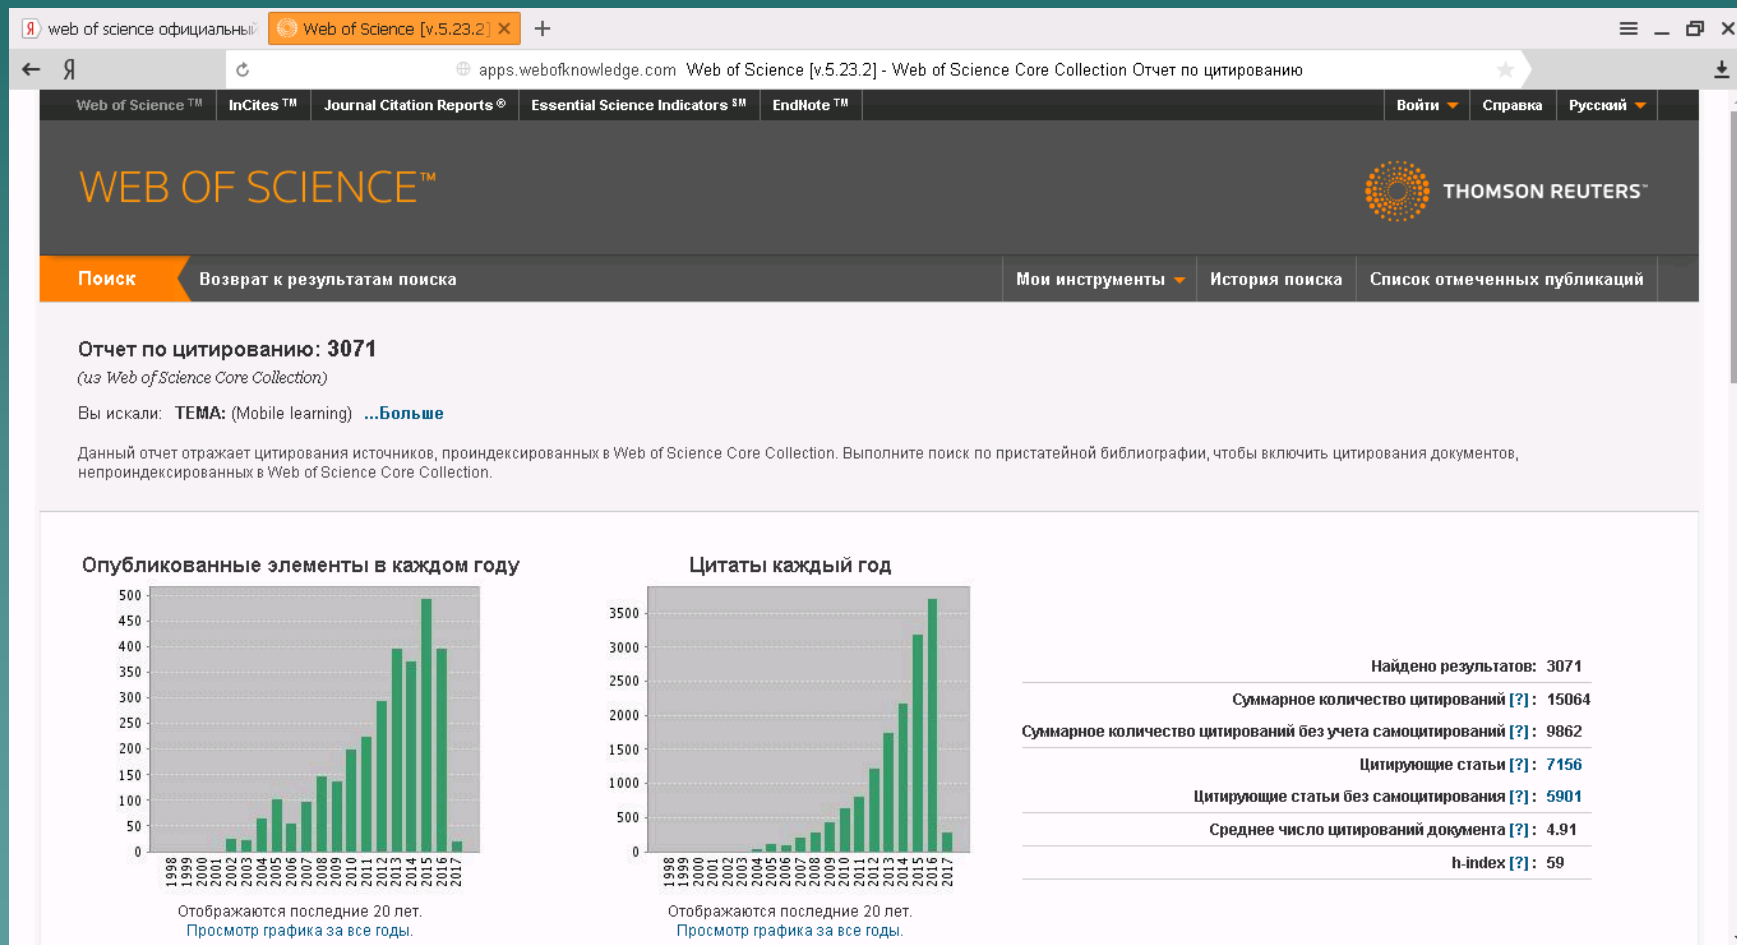 web of science официальный
Web of Science [v.5.23.2]
Я
apps.webofknowledge.com Web of Science [v.5.23.2] - Web of Science Core Collection Отчет по цитированию
Web of Science ™ InCites ™ Journal Citation Reports ® Essential Science Indicators SM EndNote ™ Войти Справка Русский
WEB OF SCIENCE™
THOMSON REUTERS™
Поиск Возврат к результатам поиска Мои инструменты История поиска Список отмеченных публикаций
Отчет по цитированию: 3071
(из Web of Science Core Collection)
Вы искали: ТЕМА: (Mobile learning) ...Больше
Данный отчет отражает цитирования источников, проиндексированных в Web of Science Core Collection. Выполните поиск по пристатейной библиографии, чтобы включить цитирования документов,
непроиндексированных в Web of Science Core Collection.
Опубликованные элементы в каждом году
500
450
400
350
300
250
200
150
100
50
0
1998 1999 2000 2001 2002 2003 2004 2005 2006 2007 2008 2009 2010 2011 2012 2013 2014 2015 2016 2017
Отображаются последние 20 лет.
Просмотр графика за все годы.
Цитаты каждый год
3500
3000
2500
2000
1500
1000
500
0
1998 1999 2000 2001 2002 2003 2004 2005 2006 2007 2008 2009 2010 2011 2012 2013 2014 2015 2016 2017
Отображаются последние 20 лет.
Просмотр графика за все годы.
Найдено результатов: 3071
Суммарное количество цитирований [?] : 15064
Суммарное количество цитирований без учета самоцитирований [?] : 9862
Цитирующие статьи [?] : 7156
Цитирующие статьи без самоцитирования [?] : 5901
Среднее число цитирований документа [?] : 4.91
h-index [?] : 59